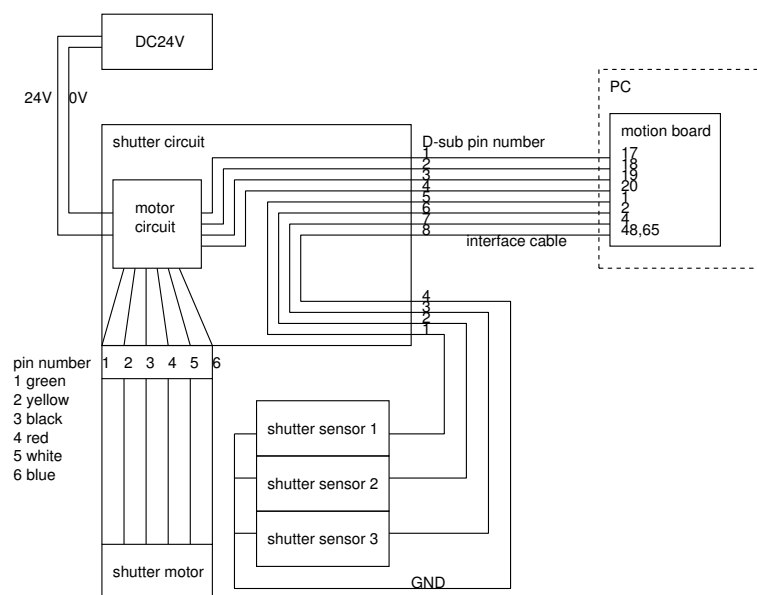 DC24V
PC
24V
0V
shutter circuit
D-sub pin number
motion board
1
2
3
4
5
6
7
8
17
18
19
20
1
2
4
48,65
motor
circuit
interface cable
4
3
2
1
pin number
1 2 3 4 5 6
1 green
2 yellow
3 black
4 red
5 white
6 blue
shutter sensor 1
shutter sensor 2
shutter sensor 3
shutter motor
GND